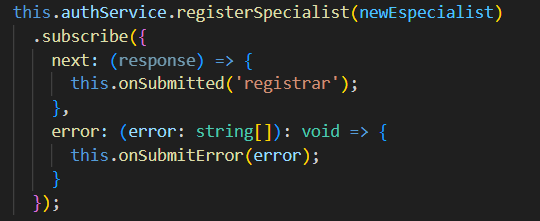 this.authService.registerSpecialist(newEspecialist)
.subscribe({
next: (response) => {
this.onSubmitted('registrar');
},
error: (error: string[]): void => {
this.onSubmitError(error);
}
});